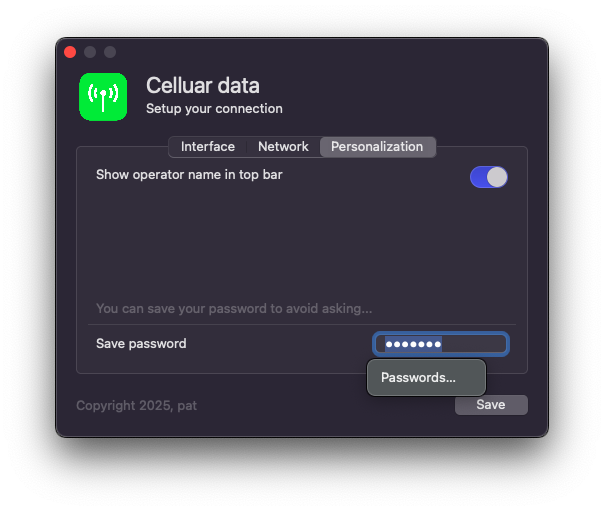 Celluar data
Setup your connection
Interface Network Personalization
Show operator name in top bar
You can save your password to avoid asking...
Save password •••••••
Passwords...
Copyright 2025, pat
Save